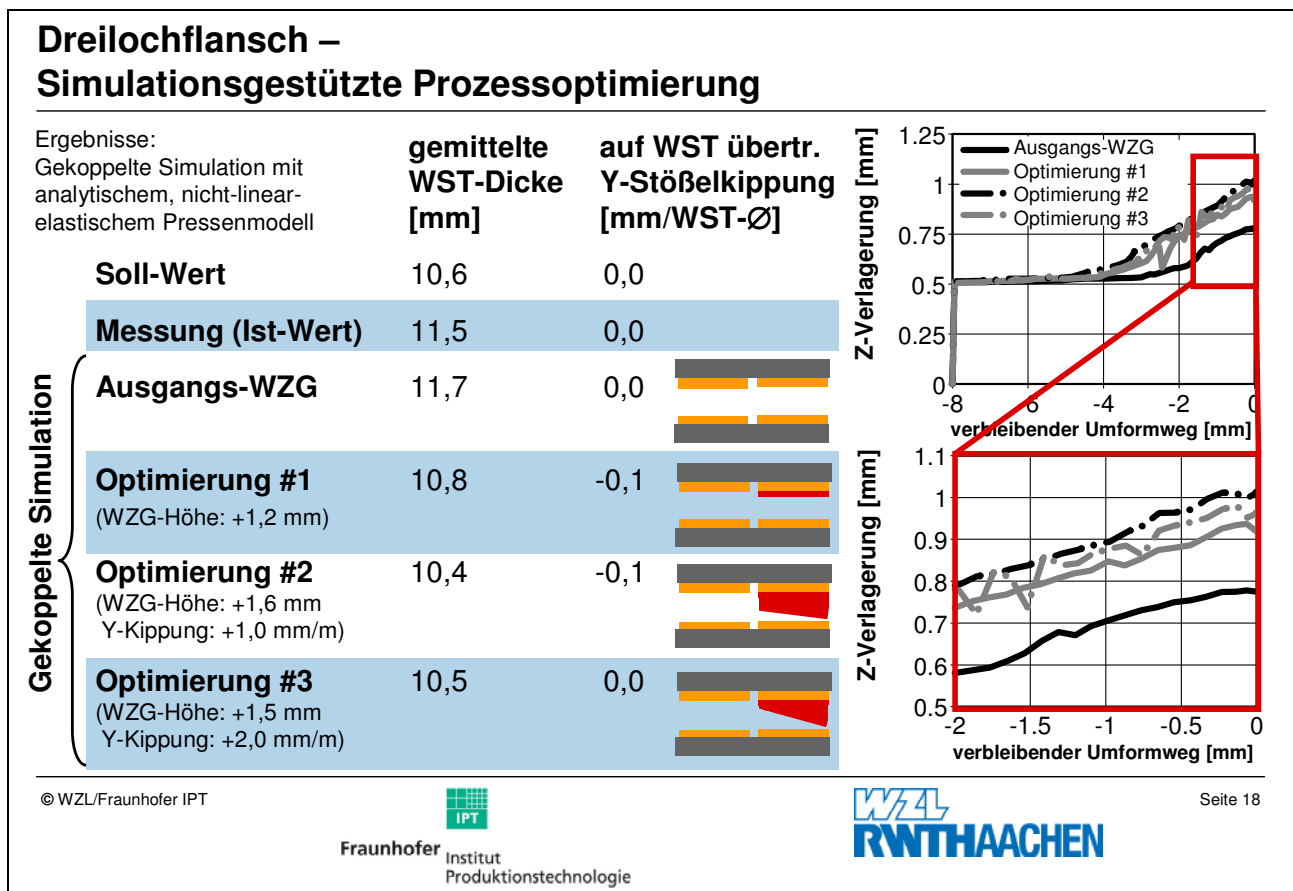 Dreilochflansch –
Simulationsgestützte Prozessoptimierung
Ergebnisse:
Gekoppelte Simulation mit
analytischem, nicht-linear-
elastischem Pressenmodell
gemittelte
WST-Dicke
[mm]
auf WST übertr.
Y-Stößelkippung
[mm/WST-Ø]
Soll-Wert 10,6 0,0
Messung (Ist-Wert) 11,5 0,0
Gekoppelte Simulation
Ausgangs-WZG 11,7 0,0
Optimierung #1 10,8 -0,1
(WZG-Höhe: +1,2 mm)
Optimierung #2 10,4 -0,1
(WZG-Höhe: +1,6 mm
Y-Kippung: +1,0 mm/m)
Optimierung #3 10,5 0,0
(WZG-Höhe: +1,5 mm
Y-Kippung: +2,0 mm/m)
Z-Verlagerung [mm]
1.25
1
0.75
0.5
0.25
0
Ausgangs-WZG
Optimierung #1
Optimierung #2
Optimierung #3
-8 -6 -4 -2 0
verbleibender Umformweg [mm]
Z-Verlagerung [mm]
1.1
1
0.9
0.8
0.7
0.6
0.5
-2 -1.5 -1 -0.5 0
verbleibender Umformweg [mm]
© WZL/Fraunhofer IPT
IPT
Fraunhofer Institut
Produktionstechnologie
WZL
RWTHAACHEN
Seite 18